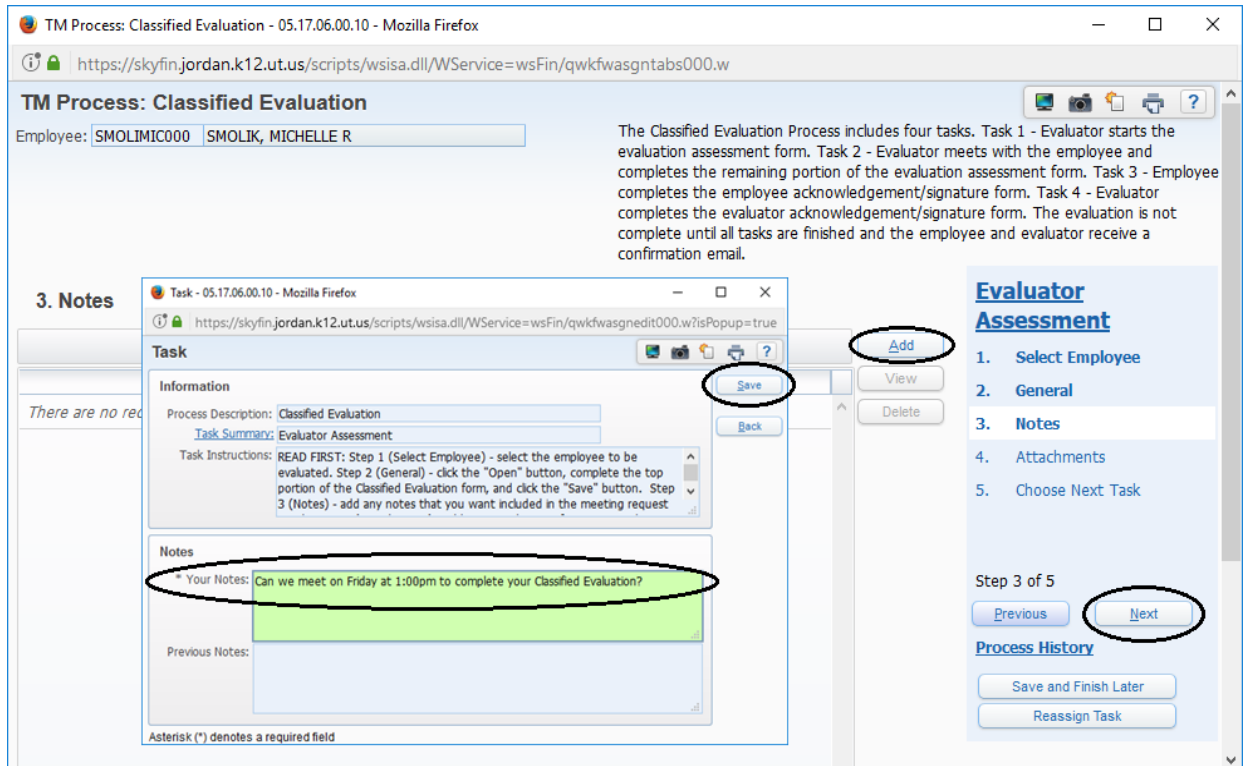 TM Process: Classified Evaluation - 05.17.06.00.10 - Mozilla Firefox
https://skyfin.jordan.k12.ut.us/scripts/wsisa.dll/WService=wsFin/qwkfwasgntabs000.w
TM Process: Classified Evaluation
?
Employee: SMOLIMIC000 SMOLIK, MICHELLE R
The Classified Evaluation Process includes four tasks. Task 1 - Evaluator starts the
evaluation assessment form. Task 2 - Evaluator meets with the employee and
completes the remaining portion of the evaluation assessment form. Task 3 - Employee
completes the employee acknowledgement/signature form. Task 4 - Evaluator
completes the evaluator acknowledgement/signature form. The evaluation is not
complete until all tasks are finished and the employee and evaluator receive a
confirmation email.
3. Notes
There are no rec
Task - 05.17.06.00.10 - Mozilla Firefox
https://skyfin.jordan.k12.ut.us/scripts/wsisa.dll/WService=wsFin/qwkfwasgnedit000.w?isPopup=true
Task
?
Information
Save
Back
Process Description: Classified Evaluation
Task Summary: Evaluator Assessment
Task Instructions: READ FIRST: Step 1 (Select Employee) - select the employee to be
evaluated. Step 2 (General) - click the "Open" button, complete the top
portion of the Classified Evaluation form, and click the "Save" button. Step
3 (Notes) - add any notes that you want included in the meeting request
Notes
* Your Notes: Can we meet on Friday at 1:00pm to complete your Classified Evaluation?
Previous Notes:
Asterisk (*) denotes a required field
Add
View
Delete
Evaluator
Assessment
1. Select Employee
2. General
3. Notes
4. Attachments
5. Choose Next Task
Step 3 of 5
Previous
Next
Process History
Save and Finish Later
Reassign Task